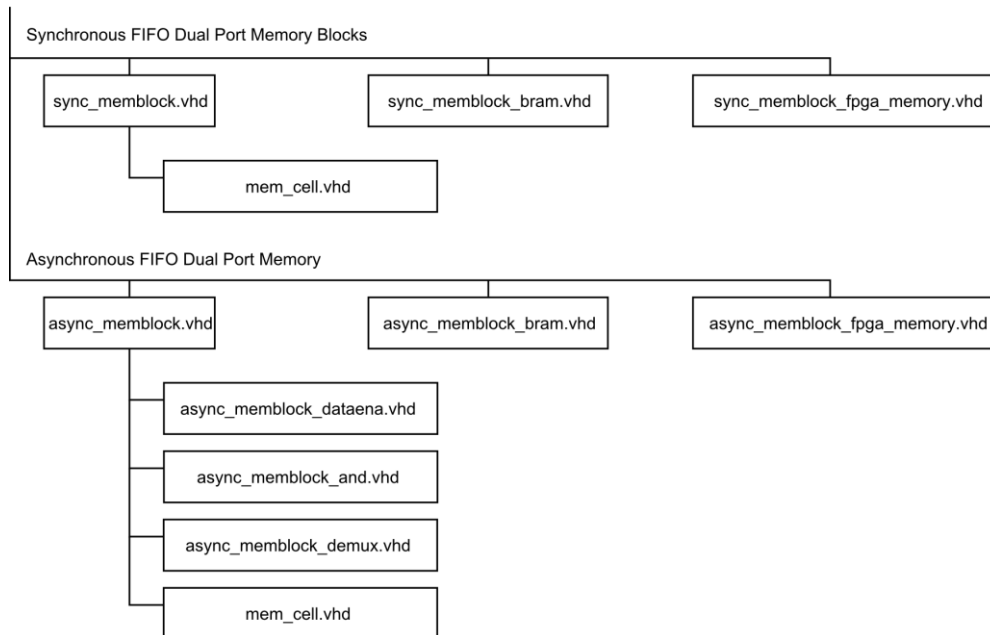 Synchronous FIFO Dual Port Memory Blocks
sync_memblock.vhd
sync_memblock_bram.vhd
sync_memblock_fpga_memory.vhd
mem_cell.vhd
Asynchronous FIFO Dual Port Memory
async_memblock.vhd
async_memblock_bram.vhd
async_memblock_fpga_memory.vhd
async_memblock_dataena.vhd
async_memblock_and.vhd
async_memblock_demux.vhd
mem_cell.vhd